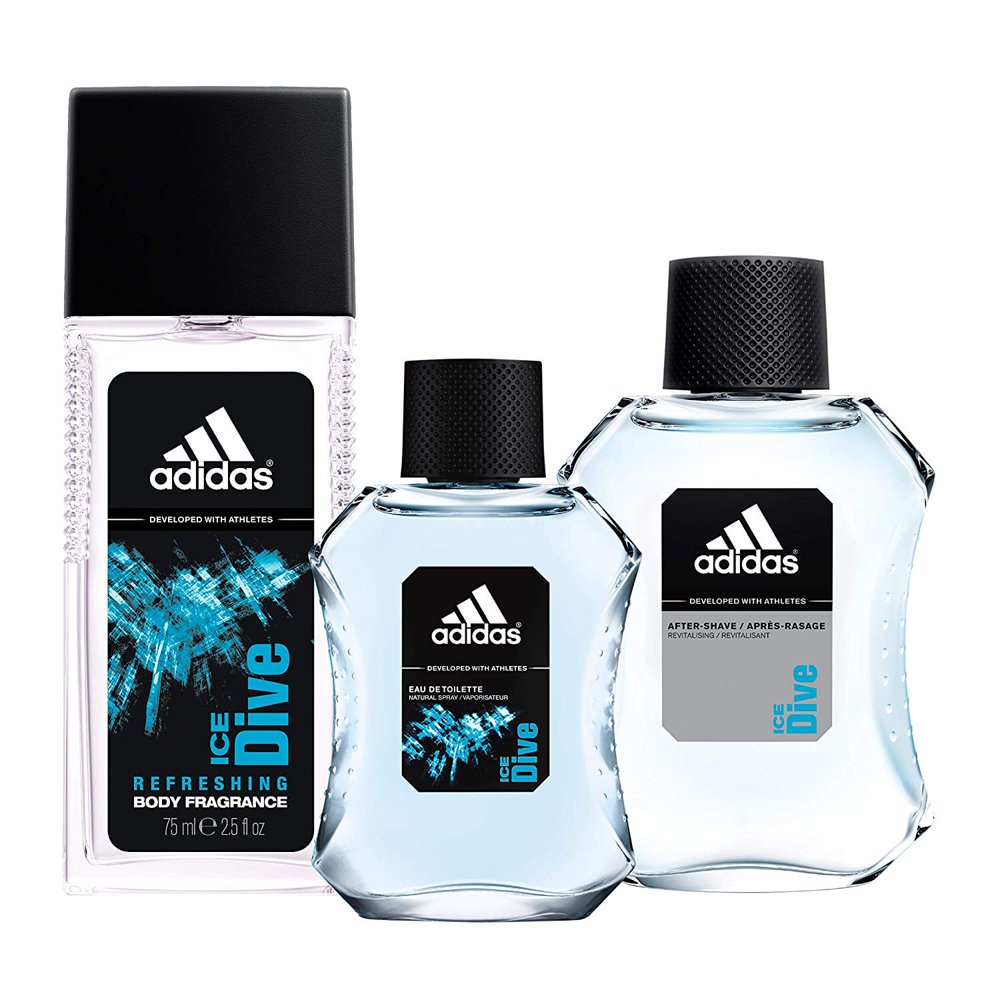 adidas®
DEVELOPED WITH ATHLETES
ICE
Dive
REFRESHING
BODY FRAGRANCE
75 ml ℮ 2.5 fl oz
adidas®
DEVELOPED WITH ATHLETES
EAU DE TOILETTE
NATURAL SPRAY / VAPORISATEUR
ICE
Dive
adidas®
DEVELOPED WITH ATHLETES
AFTER-SHAVE / APRÈS-RASAGE
REVITALISING / REVITALISANT
ICE
Dive